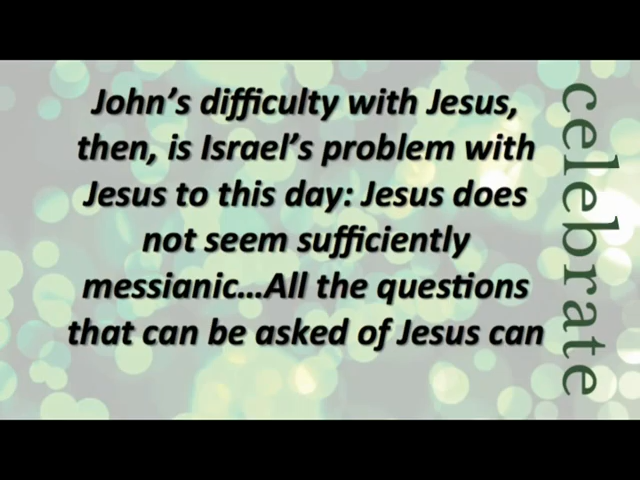 John's difficulty with Jesus,
then, is Israel's problem with
Jesus to this day: Jesus does
not seem sufficiently
messianic...All the questions
that can be asked of Jesus can
celebrate